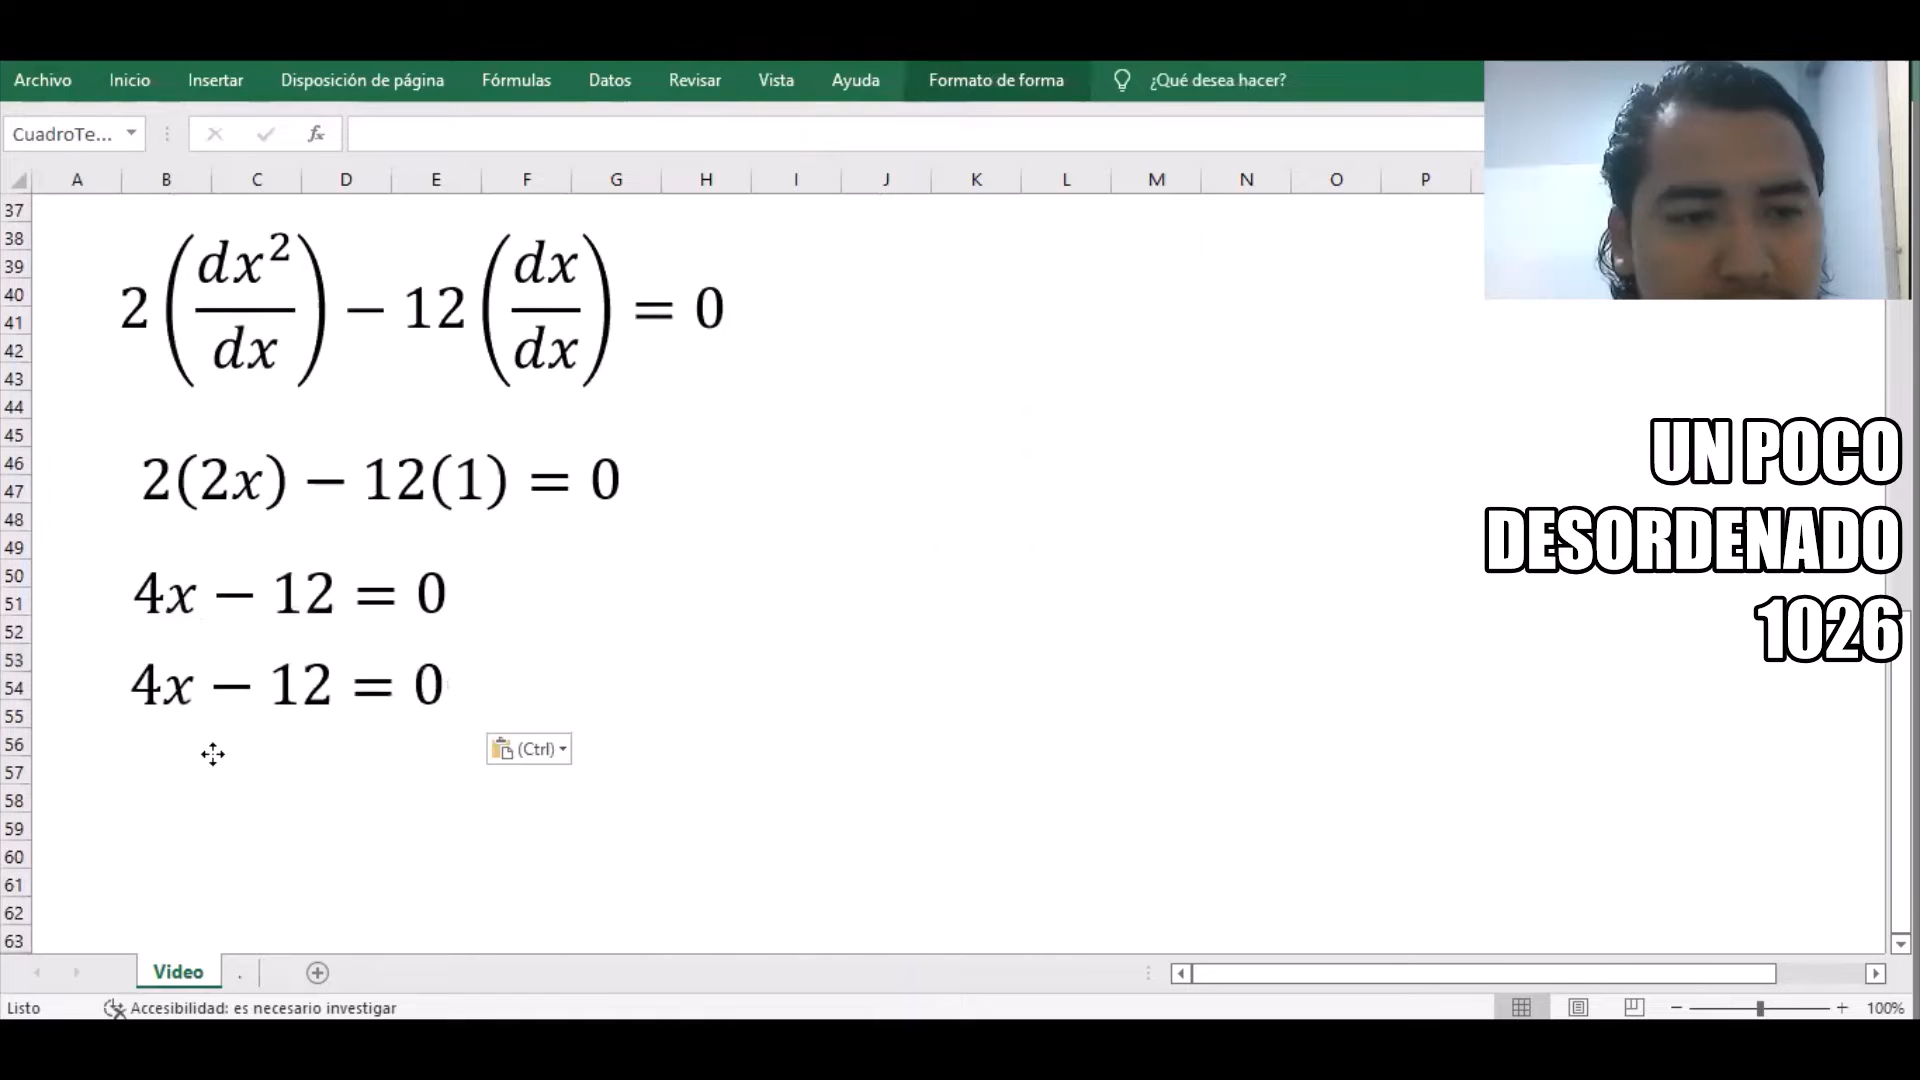 Archivo Inicio Insertar Disposición de página Fórmulas Datos Revisar Vista Ayuda Formato de forma ¿Qué desea hacer?
CuadroTe... fx
A B C D E F G H I J K L M N O P
37
38
39
40
41
42
43
44
45
46
47
48
49
50
51
52
53
54
55
56
57
58
59
60
61
62
63
2(dx²/dx) − 12(dx/dx) = 0
2(2x) − 12(1) = 0
4x − 12 = 0
4x − 12 = 0
(Ctrl)
UN POCO
DESORDENADO
1026
Video .
Listo Accesibilidad: es necesario investigar 100%